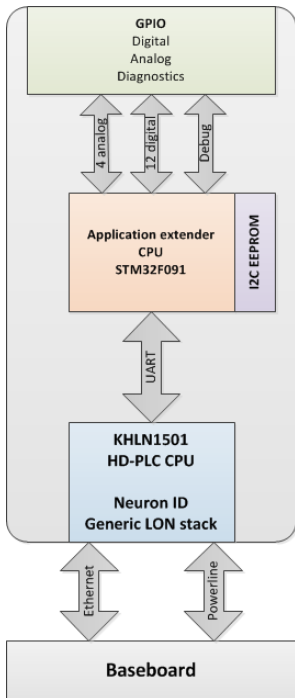 GPIO
Digital
Analog
Diagnostics
4 analog
12 digital
Debug
Application extender
CPU
STM32F091
I2C EEPROM
UART
KHLN1501
HD-PLC CPU
Neuron ID
Generic LON stack
Ethernet
Powerline
Baseboard